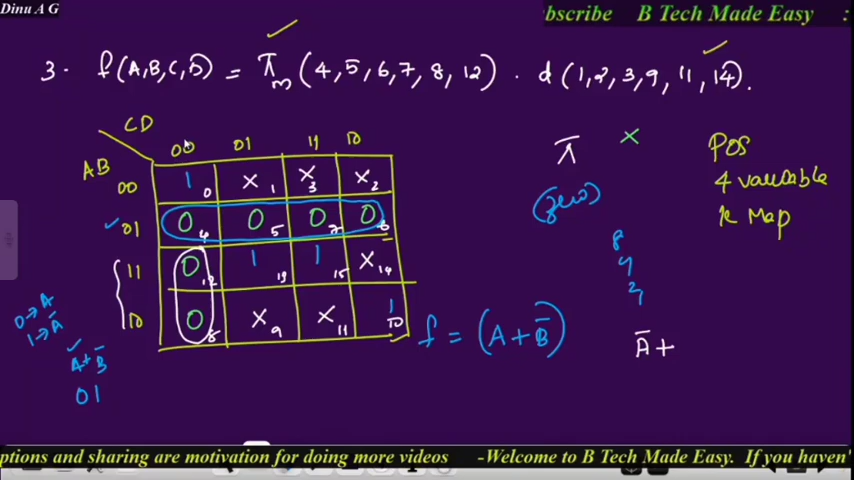 Dinu A G
bscribe B Tech Made Easy :
3. f(A,B,C,D) = π m (4,5,6,7,8,12) . d(1,2,3,9,11,14).
CD
00 01 11 10
AB
00 1 0 X 1 X 3 X 2
01 0 4 0 5 0 7 0 6
11 0 12 1 13 1 15 X 14
10 0 8 X 9 X 11 1 10
π X
(zero)
POS
4 variable
K Map
8
4
0→A
1→A̅
A+B̅
01
f = (A+B̅)
A̅+
ptions and sharing are motivation for doing more videos -Welcome to B Tech Made Easy. If you haven'